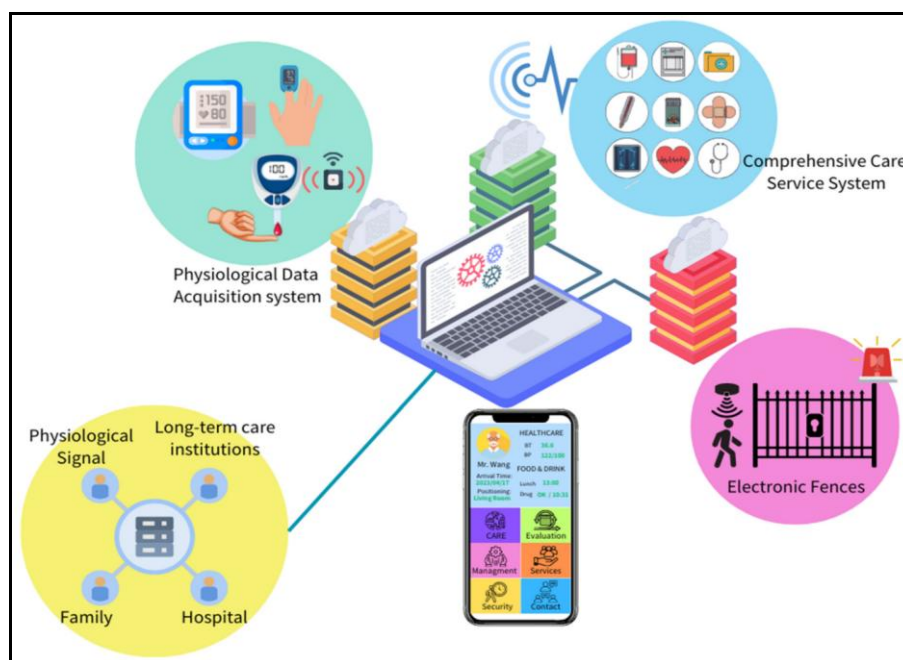 150
80
100
Physiological Data
Acquisition system
Comprehensive Care
Service System
Electronic Fences
Physiological
Signal
Long-term care
institutions
Family
Hospital
HEALTHCARE
BT 36.8
BP 122/100
Mr. Wang
FOOD & DRINK
Arrival Time:
2023/04/17
Lunch 12:00
Positioning:
Drug OK / 10:31
Living Room
CARE
Evaluation
Managment
Services
Security
Contact